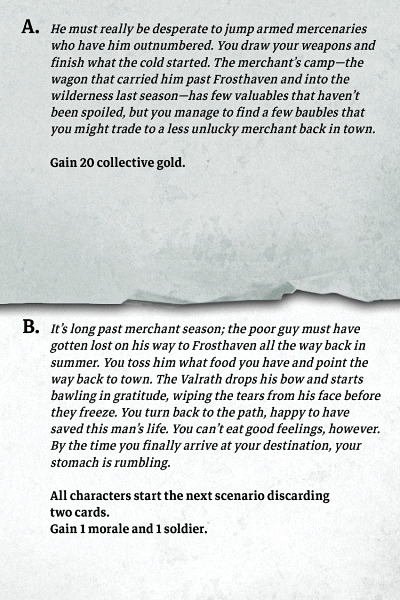 A. He must really be desperate to jump armed mercenaries
who have him outnumbered. You draw your weapons and
finish what the cold started. The merchant's camp—the
wagon that carried him past Frosthaven and into the
wilderness last season—has few valuables that haven't
been spoiled, but you manage to find a few baubles that
you might trade to a less unlucky merchant back in town.
Gain 20 collective gold.
B. It's long past merchant season; the poor guy must have
gotten lost on his way to Frosthaven all the way back in
summer. You toss him what food you have and point the
way back to town. The Valrath drops his bow and starts
bawling in gratitude, wiping the tears from his face before
they freeze. You turn back to the path, happy to have
saved this man's life. You can't eat good feelings, however.
By the time you finally arrive at your destination, your
stomach is rumbling.
All characters start the next scenario discarding
two cards.
Gain 1 morale and 1 soldier.